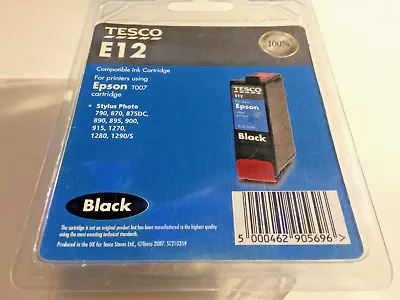 TESCO
E12
100%
Compatible Ink Cartridge
For printers using
Epson T007
cartridge
• Stylus Photo
790, 870, 875DC,
890, 895, 900,
915, 1270,
1280, 1290/S
TESCO
E12
Epson
Black
Black
The cartridge is not an original product but has been manufactured to the highest quality
using the most existing technical standards.
Produced in the UK for Tesco Stores Ltd. ©Tesco 2007. SC210359
5 000462 905696 >